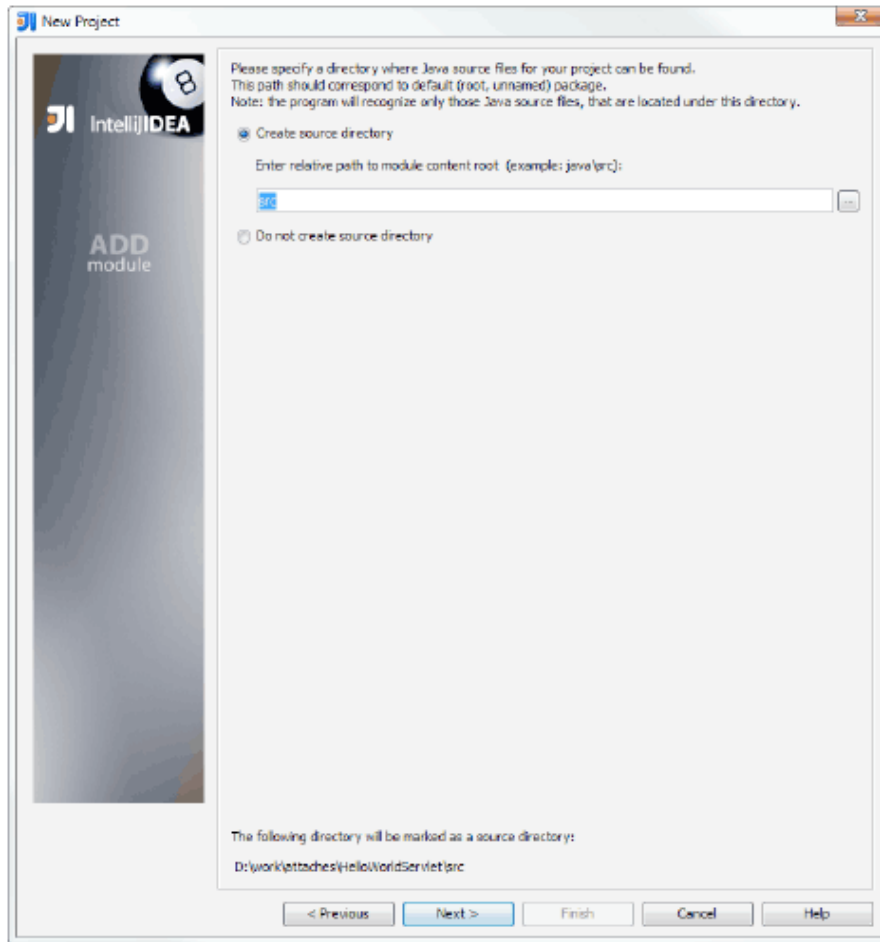 New Project
8
IntelliJIDEA
ADD
module
Please specify a directory where Java source files for your project can be found.
This path should correspond to default (root, unnamed) package.
Note: the program will recognize only those Java source files, that are located under this directory.
Create source directory
Enter relative path to module content root (example: java\src):
src
...
Do not create source directory
The following directory will be marked as a source directory:
D:\work\attaches\HelloWorldServlet\src
< Previous
Next >
Finish
Cancel
Help